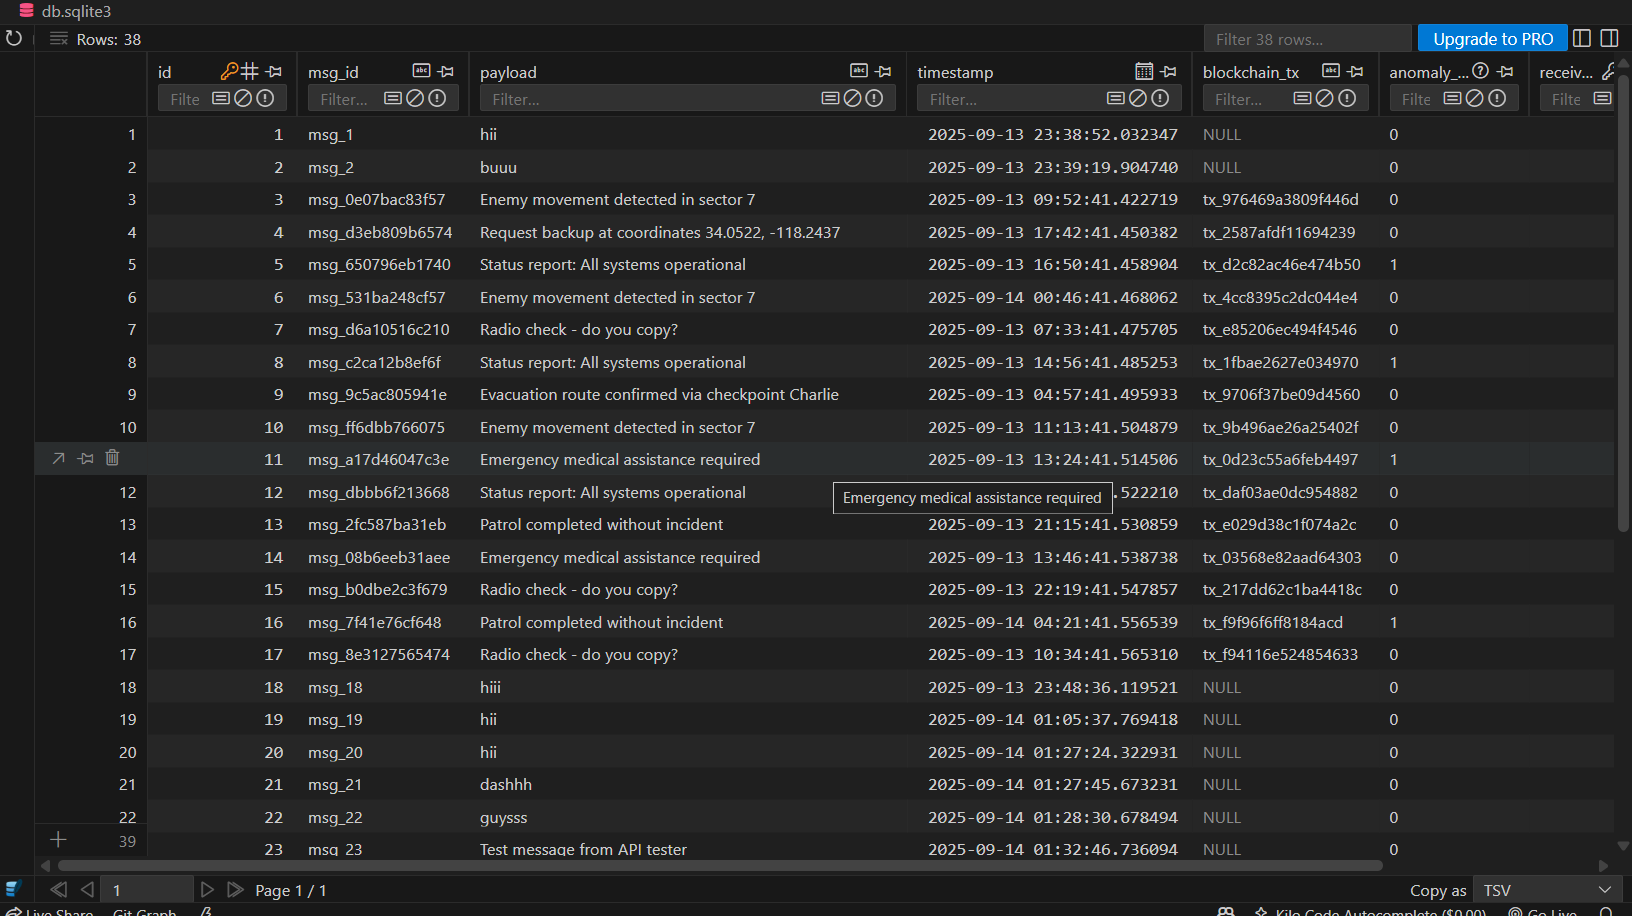 db.sqlite3
Rows: 38 Filter 38 rows... Upgrade to PRO
id msg_id payload timestamp blockchain_tx anomaly_... receiv...
Filte Filter... Filter... Filter... Filter... Filte Filte
1 1 msg_1 hii 2025-09-13 23:38:52.032347 NULL 0
2 2 msg_2 buuu 2025-09-13 23:39:19.904740 NULL 0
3 3 msg_0e07bac83f57 Enemy movement detected in sector 7 2025-09-13 09:52:41.422719 tx_976469a3809f446d 0
4 4 msg_d3eb809b6574 Request backup at coordinates 34.0522, -118.2437 2025-09-13 17:42:41.450382 tx_2587afdf11694239 0
5 5 msg_650796eb1740 Status report: All systems operational 2025-09-13 16:50:41.458904 tx_d2c82ac46e474b50 1
6 6 msg_531ba248cf57 Enemy movement detected in sector 7 2025-09-14 00:46:41.468062 tx_4cc8395c2dc044e4 0
7 7 msg_d6a10516c210 Radio check - do you copy? 2025-09-13 07:33:41.475705 tx_e85206ec494f4546 0
8 8 msg_c2ca12b8ef6f Status report: All systems operational 2025-09-13 14:56:41.485253 tx_1fbae2627e034970 1
9 9 msg_9c5ac805941e Evacuation route confirmed via checkpoint Charlie 2025-09-13 04:57:41.495933 tx_9706f37be09d4560 0
10 10 msg_ff6dbb766075 Enemy movement detected in sector 7 2025-09-13 11:13:41.504879 tx_9b496ae26a25402f 0
11 msg_a17d46047c3e Emergency medical assistance required 2025-09-13 13:24:41.514506 tx_0d23c55a6feb4497 1
12 12 msg_dbbb6f213668 Status report: All systems operational .522210 tx_daf03ae0dc954882 0
Emergency medical assistance required
13 13 msg_2fc587ba31eb Patrol completed without incident 2025-09-13 21:15:41.530859 tx_e029d38c1f074a2c 0
14 14 msg_08b6eeb31aee Emergency medical assistance required 2025-09-13 13:46:41.538738 tx_03568e82aad64303 0
15 15 msg_b0dbe2c3f679 Radio check - do you copy? 2025-09-13 22:19:41.547857 tx_217dd62c1ba4418c 0
16 16 msg_7f41e76cf648 Patrol completed without incident 2025-09-14 04:21:41.556539 tx_f9f96f6ff8184acd 1
17 17 msg_8e3127565474 Radio check - do you copy? 2025-09-13 10:34:41.565310 tx_f94116e524854633 0
18 18 msg_18 hiii 2025-09-13 23:48:36.119521 NULL 0
19 19 msg_19 hii 2025-09-14 01:05:37.769418 NULL 0
20 20 msg_20 hii 2025-09-14 01:27:24.322931 NULL 0
21 21 msg_21 dashhh 2025-09-14 01:27:45.673231 NULL 0
22 22 msg_22 guysss 2025-09-14 01:28:30.678494 NULL 0
39 23 msg_23 Test message from API tester 2025-09-14 01:32:46.736094 NULL 0
1 Page 1 / 1 Copy as TSV
Live Share Git Graph Kilo Code Autocomplete ($0.00) Go Live